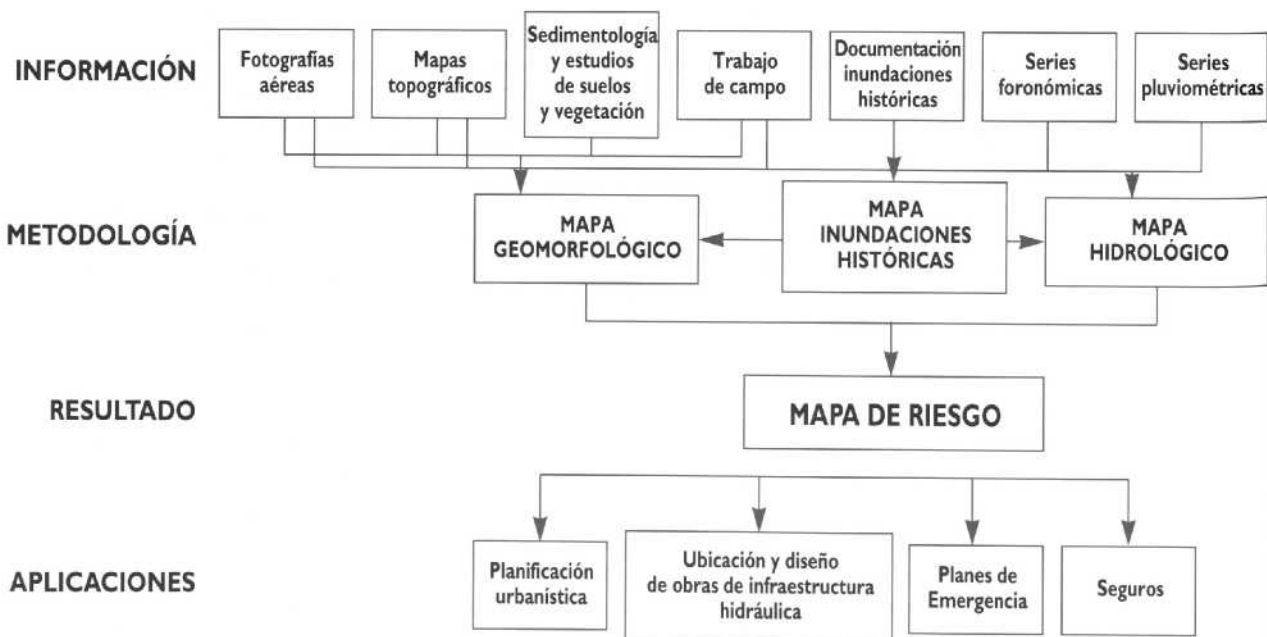 INFORMACIÓN
Fotografías
aéreas
Mapas
topográficos
Sedimentología
y estudios
de suelos
y vegetación
Trabajo
de campo
Documentación
inundaciones
históricas
Series
foronómicas
Series
pluviométricas
METODOLOGÍA
MAPA
GEOMORFOLÓGICO
MAPA
INUNDACIONES
HISTÓRICAS
MAPA
HIDROLÓGICO
RESULTADO
MAPA DE RIESGO
APLICACIONES
Planificación
urbanística
Ubicación y diseño
de obras de infraestructura
hidráulica
Planes de
Emergencia
Seguros